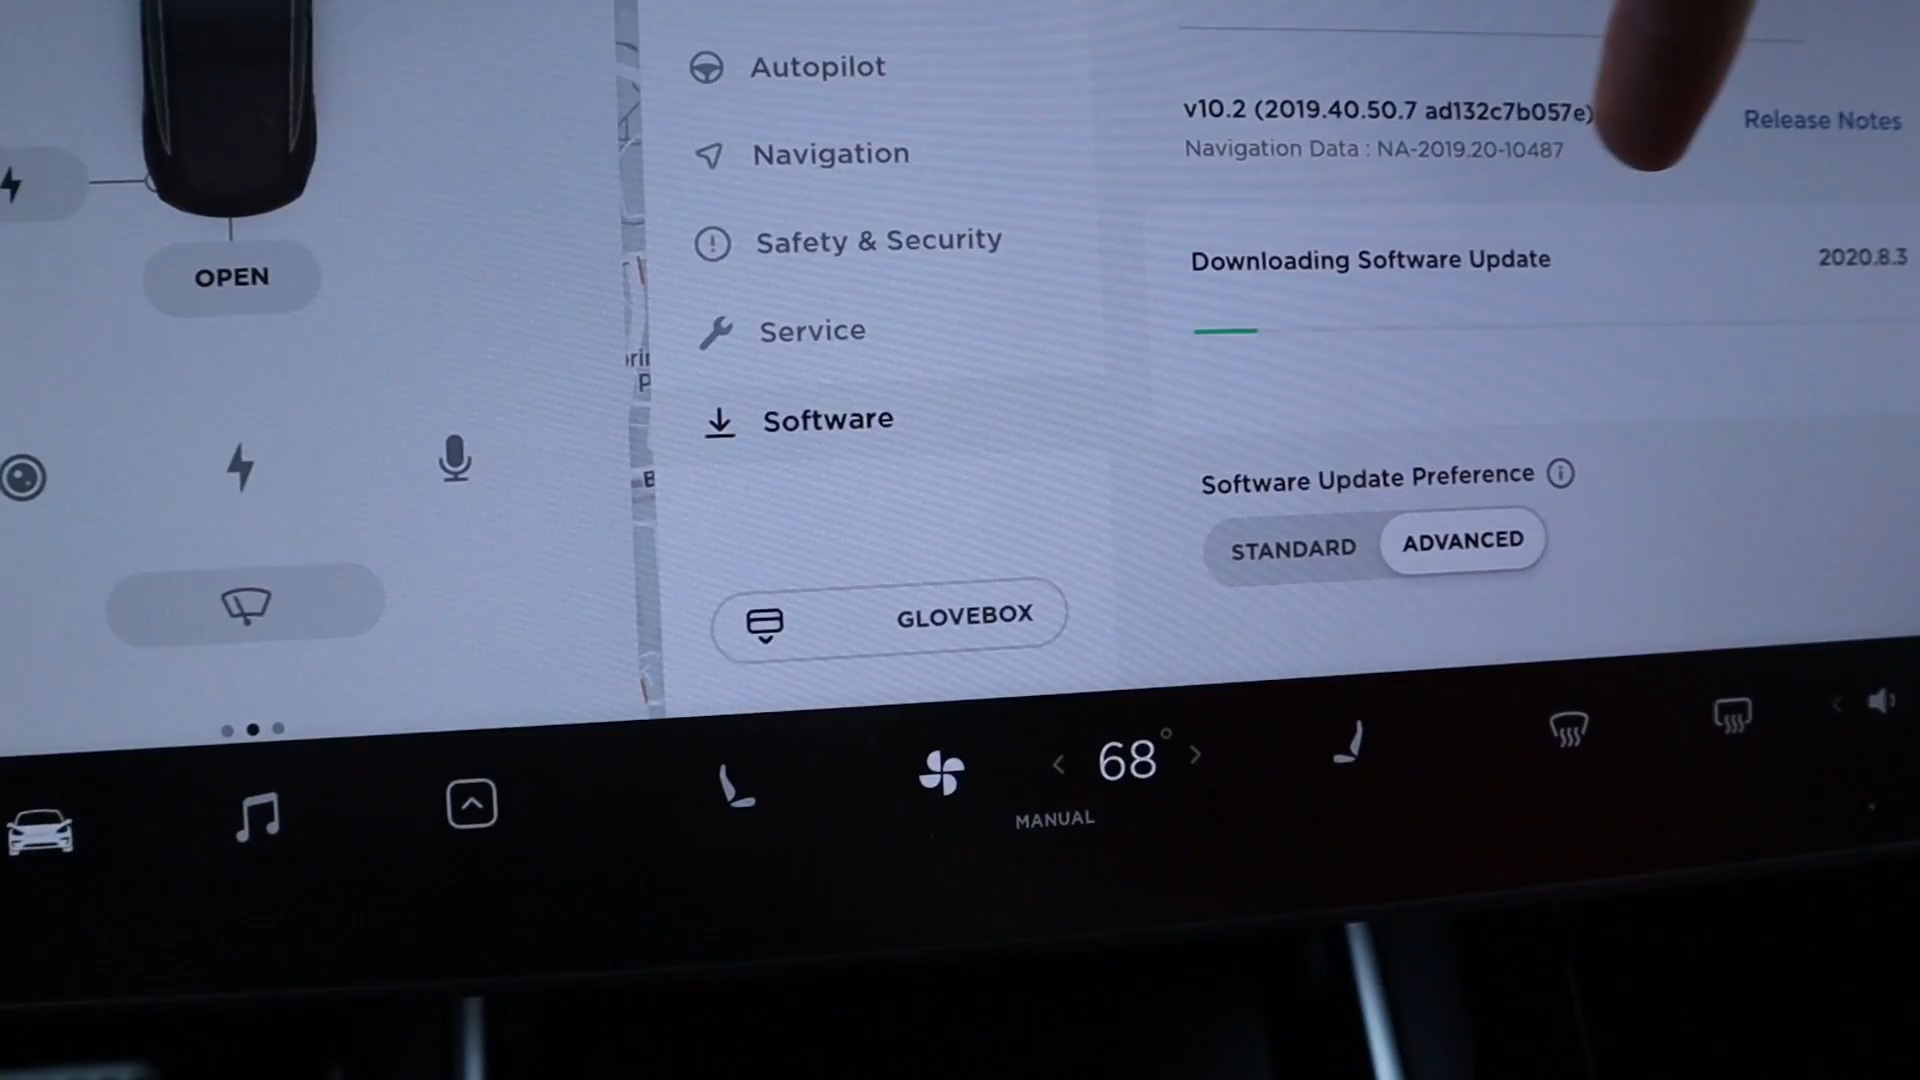 Autopilot
Navigation
Safety & Security
Service
Software
GLOVEBOX
OPEN
v10.2 (2019.40.50.7 ad132c7b057e)
Release Notes
Navigation Data : NA-2019.20-10487
Downloading Software Update
2020.8.3
Software Update Preference
STANDARD
ADVANCED
P
B
68°
MANUAL